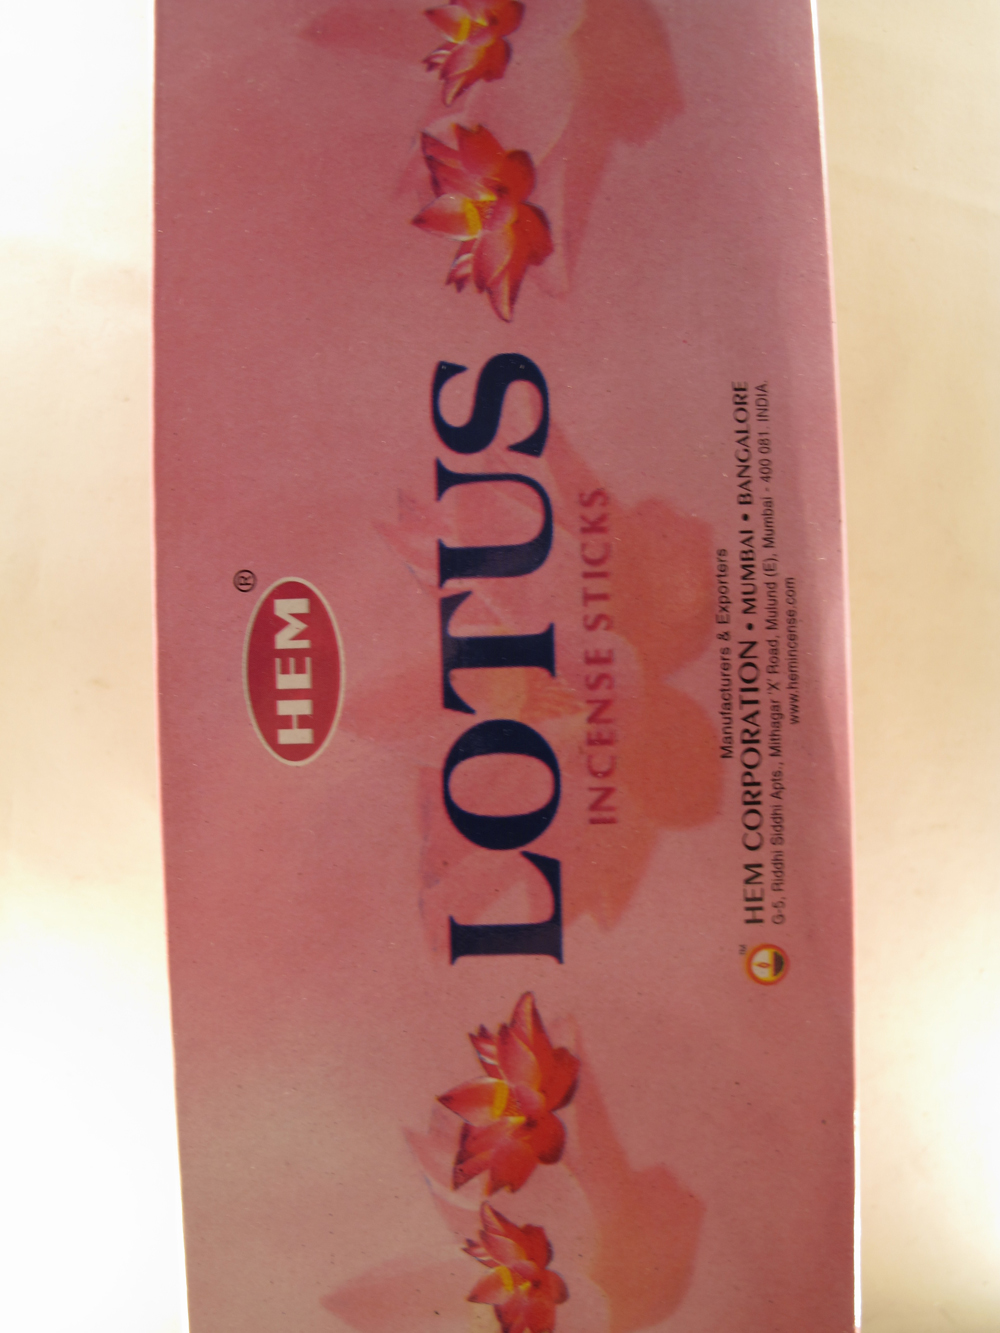 HEM ®
LOTUS
INCENSE STICKS
Manufacturers & Exporters
HEM CORPORATION • MUMBAI • BANGALORE
G-5, Riddhi Siddhi Apts., Mithagar 'X' Road, Mulund (E), Mumbai - 400 081. INDIA.
www.hemincense.com
TM